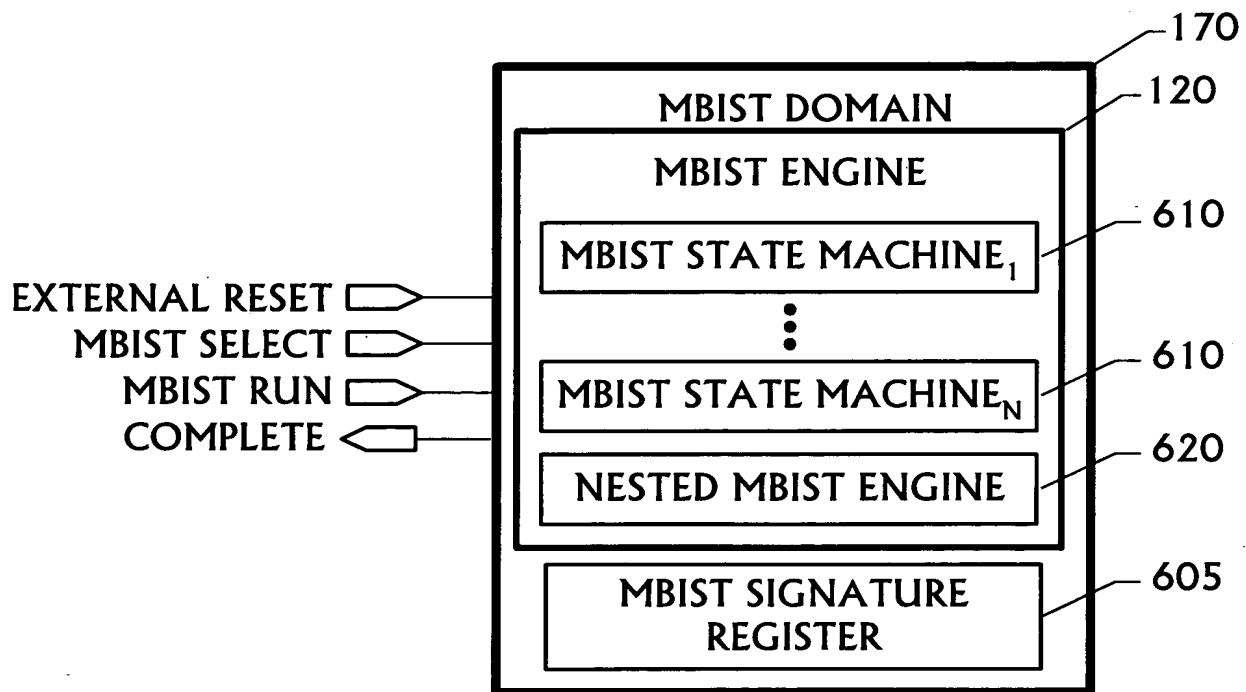 170
MBIST DOMAIN
120
MBIST ENGINE
610
MBIST STATE MACHINE1
EXTERNAL RESET
MBIST SELECT
MBIST RUN
610
MBIST STATE MACHINEN
COMPLETE
620
NESTED MBIST ENGINE
605
MBIST SIGNATURE
REGISTER